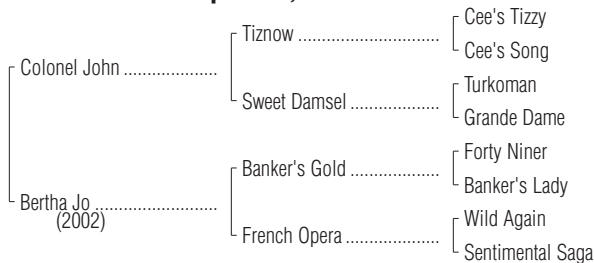 Cee's Tizzy
Tiznow ..............................
Cee's Song
Colonel John ....................
Turkoman
Sweet Damsel ....................
Grande Dame
Forty Niner
Banker's Gold ...................
Banker's Lady
Bertha Jo ..........................
(2002)
Wild Again
French Opera ....................
Sentimental Saga